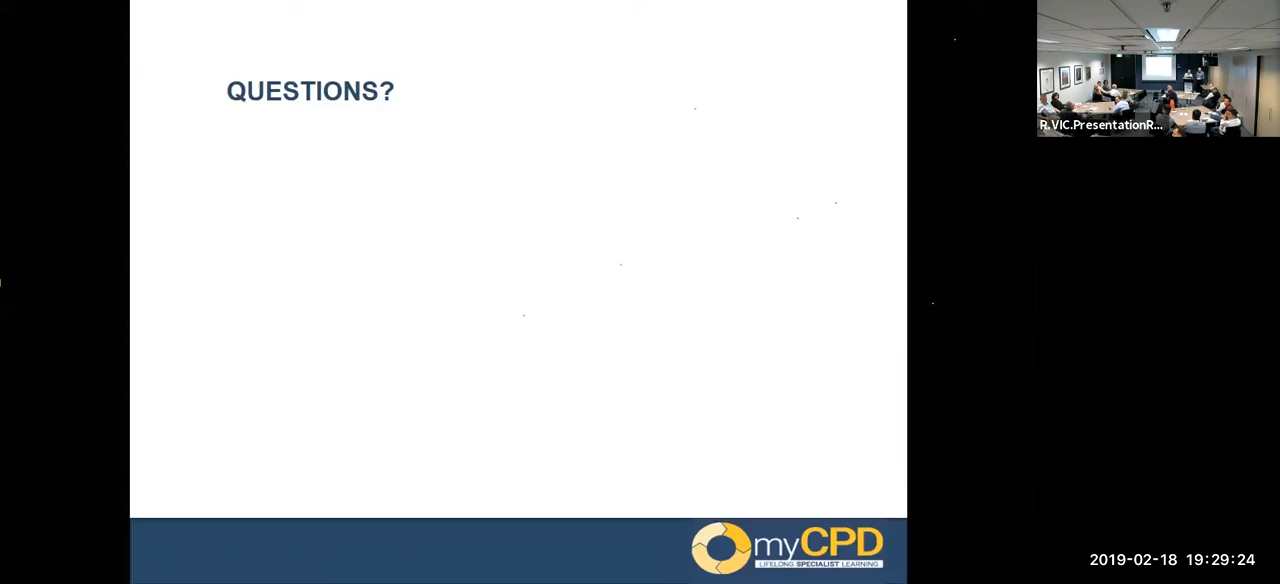 QUESTIONS?
R.VIC.PresentationR...
myCPD
LIFELONG SPECIALIST LEARNING
2019-02-18 19:29:24